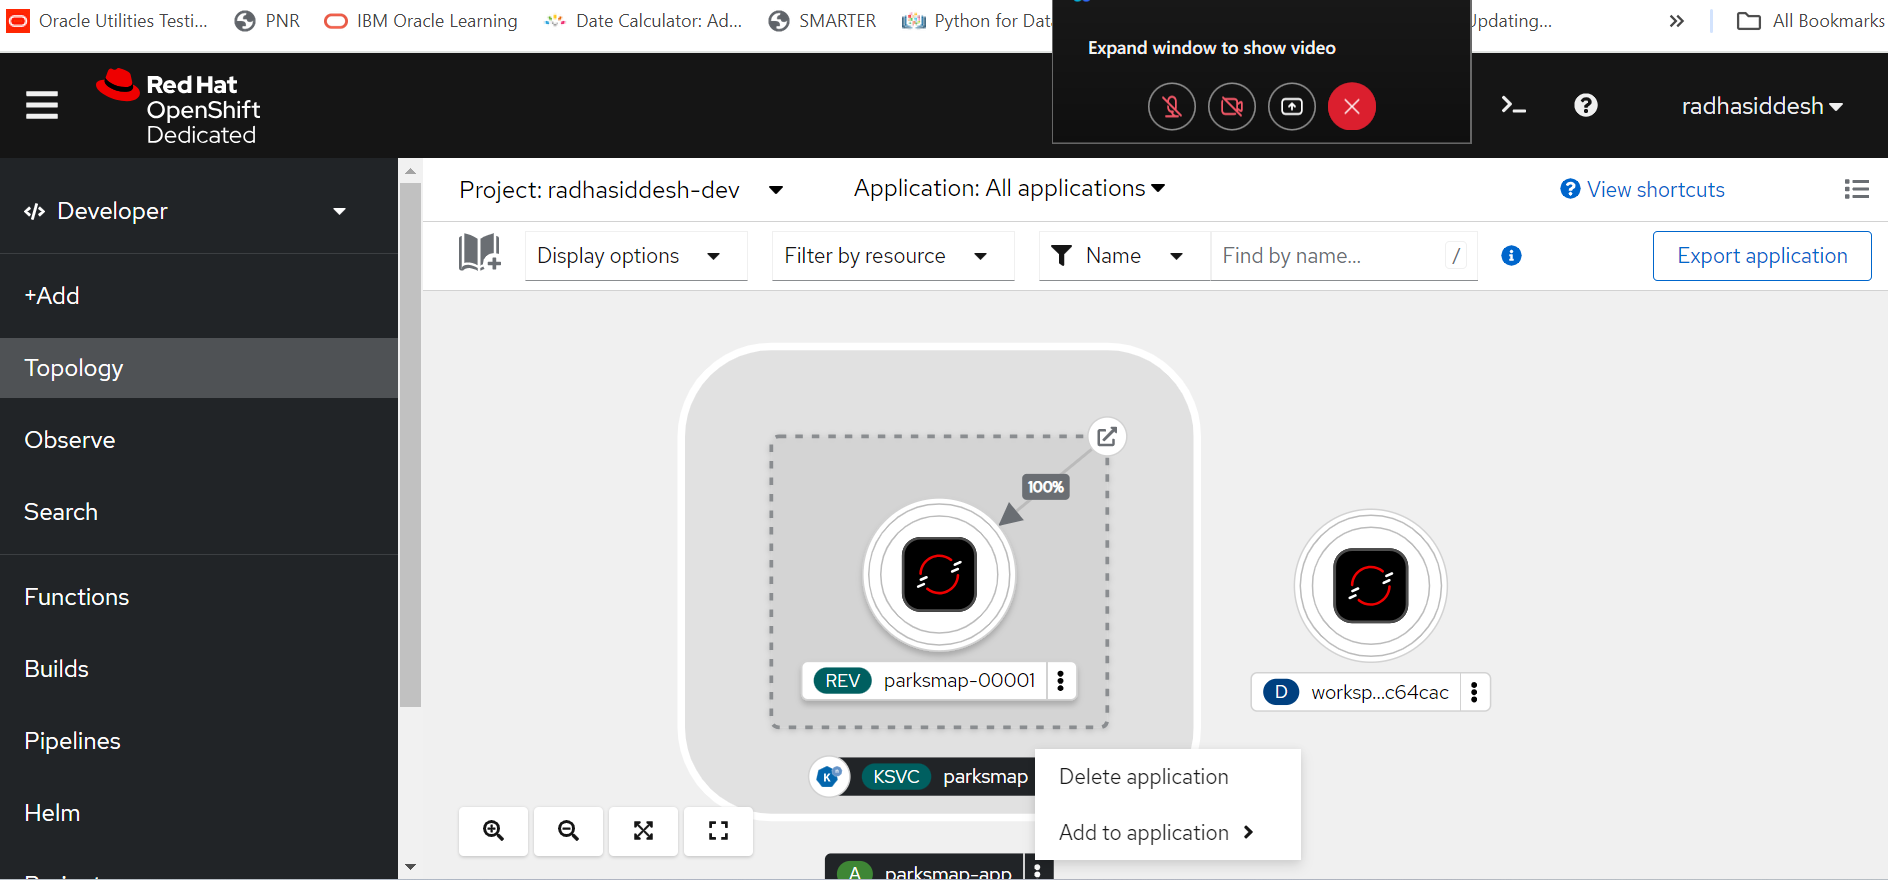 Oracle Utilities Testi... PNR IBM Oracle Learning Date Calculator: Ad... SMARTER Python for Dat Updating... » All Bookmarks
Expand window to show video
Red Hat
OpenShift
Dedicated
radhasiddesh
Developer
+Add
Topology
Observe
Search
Functions
Builds
Pipelines
Helm
Project: radhasiddesh-dev Application: All applications View shortcuts
Display options Filter by resource Name Find by name... / Export application
100%
REV parksmap-00001
D worksp...c64cac
KSVC parksmap
Delete application
Add to application
A parksmap-app